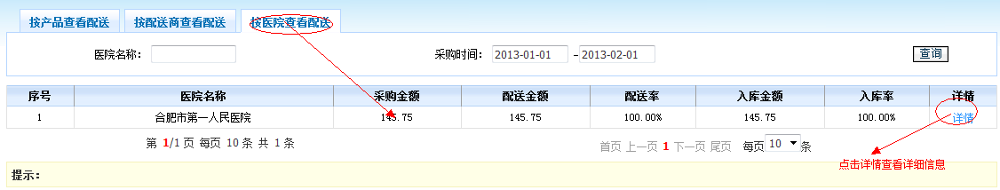 按产品查看配送 按配送商查看配送 按医院查看配送
医院名称： 采购时间： 2013-01-01 -2013-02-01 查询
序号 医院名称 采购金额 配送金额 配送率 入库金额 入库率 详情
1 合肥市第一人民医院 145.75 145.75 100.00% 145.75 100.00% 详情
第 1/1 页 每页 10 条 共 1 条 首页 上一页 1 下一页 尾页 每页 10 条
点击详情查看详细信息
提示：